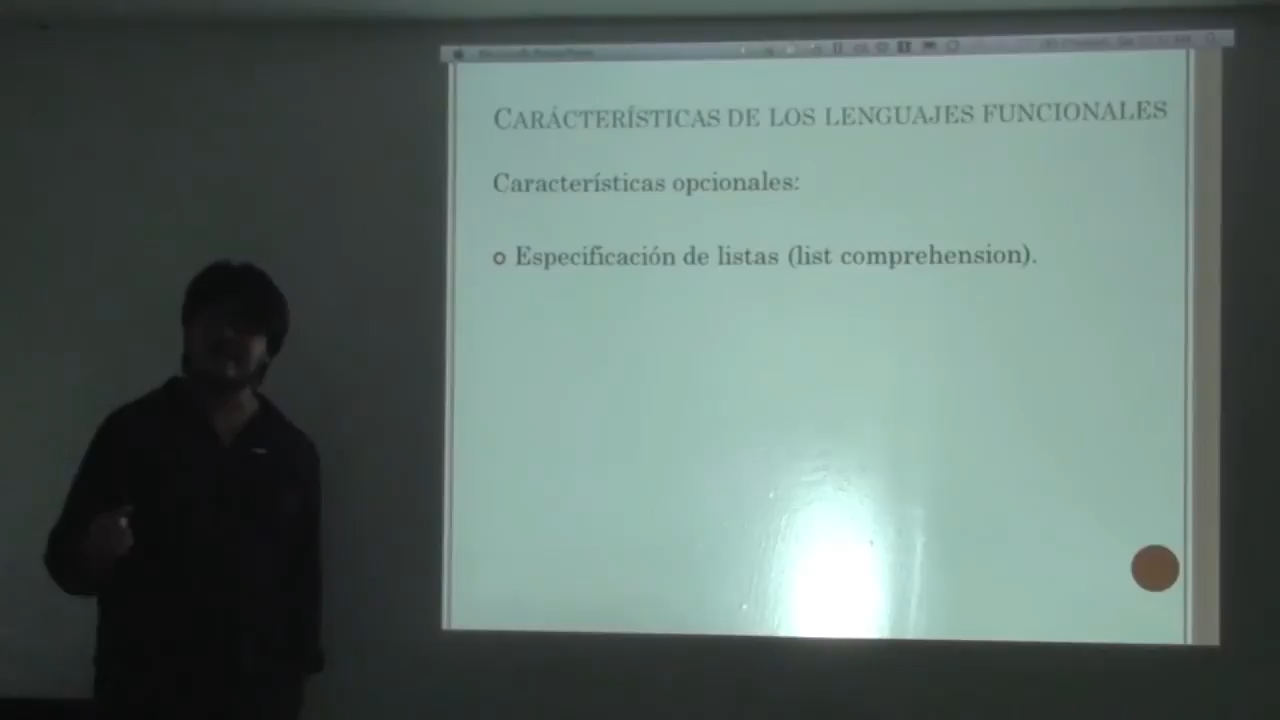 CARÁCTERÍSTICAS DE LOS LENGUAJES FUNCIONALES
Características opcionales:
Especificación de listas (list comprehension).